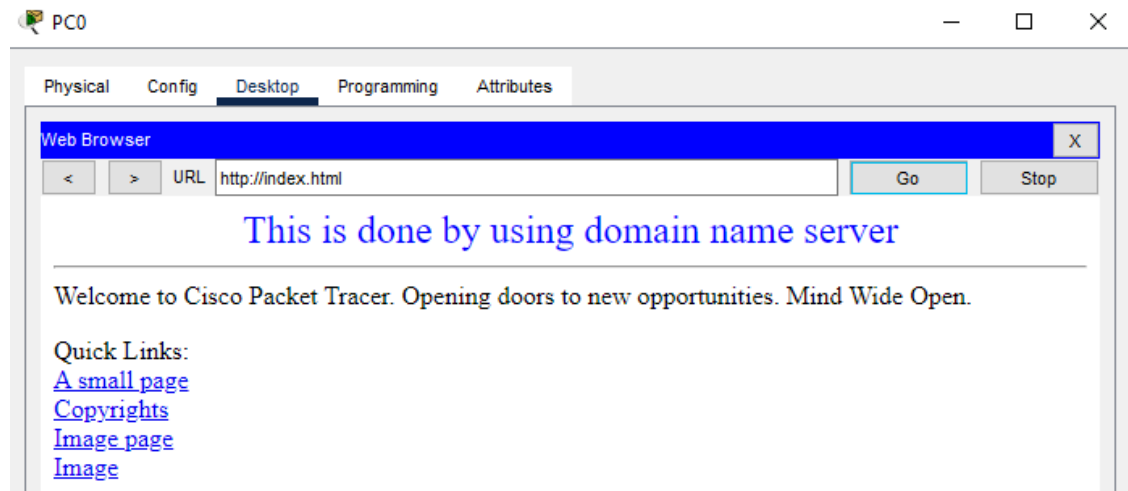 PC0
Physical Config Desktop Programming Attributes
Web Browser X
< > URL http://index.html Go Stop
This is done by using domain name server
Welcome to Cisco Packet Tracer. Opening doors to new opportunities. Mind Wide Open.
Quick Links:
A small page
Copyrights
Image page
Image